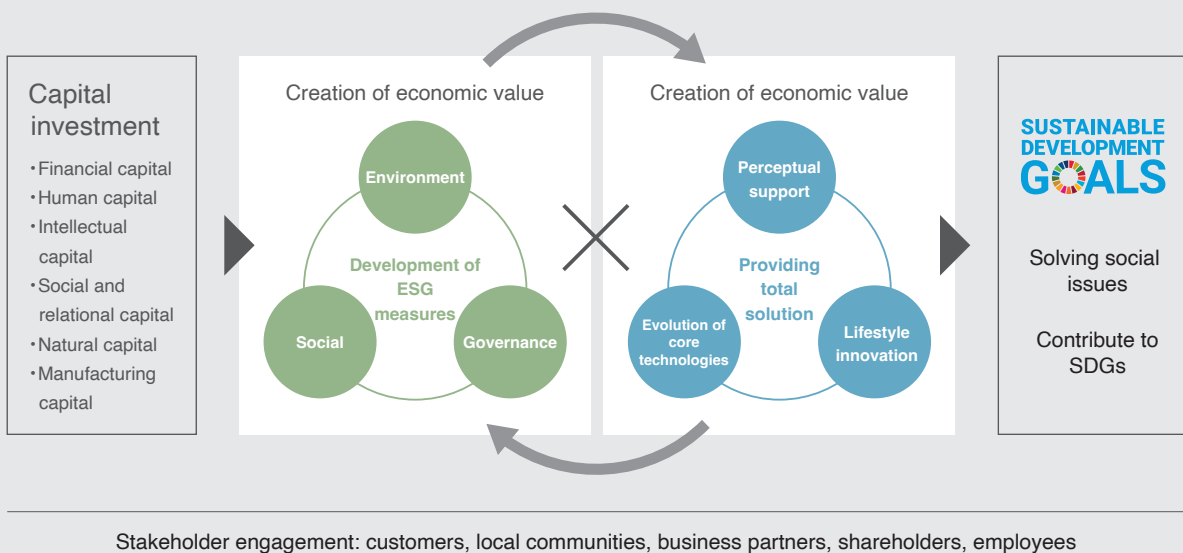 Capital
investment
・Financial capital
・Human capital
・Intellectual
capital
・Social and
relational capital
・Natural capital
・Manufacturing
capital
Creation of economic value
Environment
Development of
ESG
measures
Social
Governance
Creation of economic value
Perceptual
support
Providing
total
solution
Evolution of
core
technologies
Lifestyle
innovation
SUSTAINABLE
DEVELOPMENT
GOALS
Solving social
issues
Contribute to
SDGs
Stakeholder engagement: customers, local communities, business partners, shareholders, employees